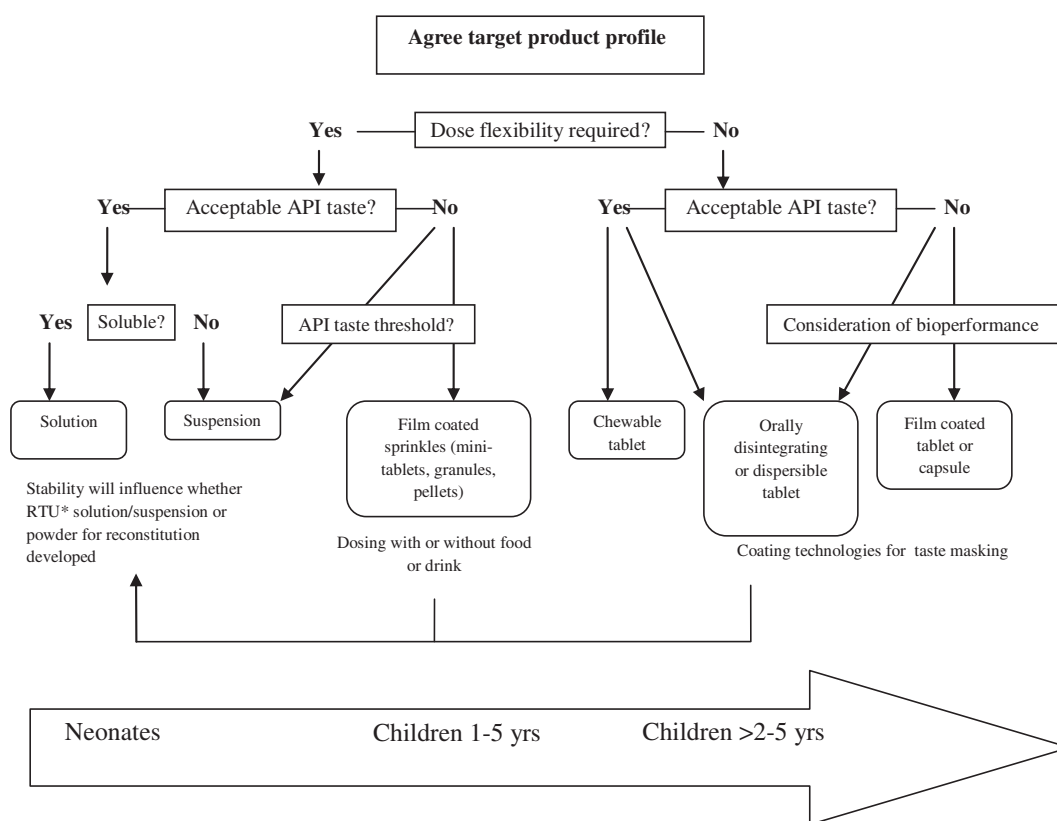 Agree target product profile
Yes
Dose flexibility required?
No
Yes
Acceptable API taste?
No
Yes
Acceptable API taste?
No
Yes
Soluble?
No
API taste threshold?
Consideration of bioperformance
Solution
Suspension
Film coated
sprinkles (mini-
tablets, granules,
pellets)
Chewable
tablet
Orally
disintegrating
or dispersible
tablet
Film coated
tablet or
capsule
Stability will influence whether
RTU* solution/suspension or
powder for reconstitution
developed
Dosing with or without food
or drink
Coating technologies for taste masking
Neonates
Children 1-5 yrs
Children >2-5 yrs